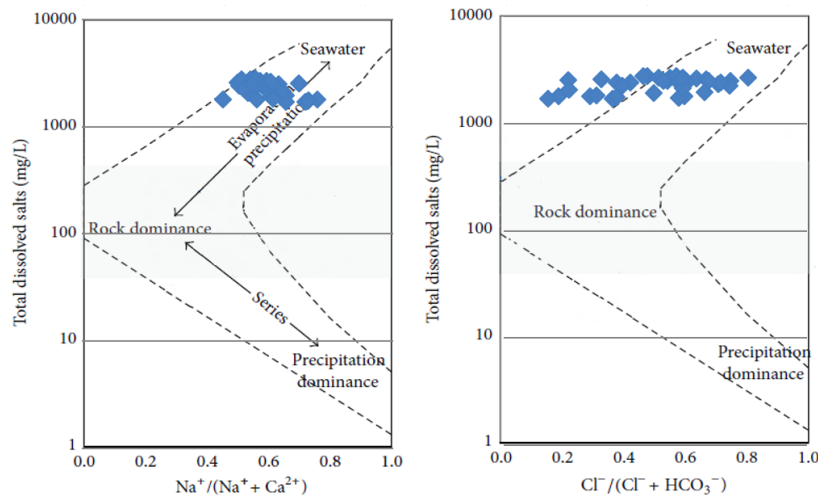 10000
1000
100
10
1
Total dissolved salts (mg/L)
Seawater
Evaporation
precipitation
Rock dominance
Series
Precipitation
dominance
0.0 0.2 0.4 0.6 0.8 1.0
Na⁺/(Na⁺ + Ca²⁺)
10000
1000
100
10
1
Total dissolved salts (mg/L)
Seawater
Rock dominance
Precipitation
dominance
0.0 0.2 0.4 0.6 0.8 1.0
Cl⁻/(Cl⁻ + HCO₃⁻)